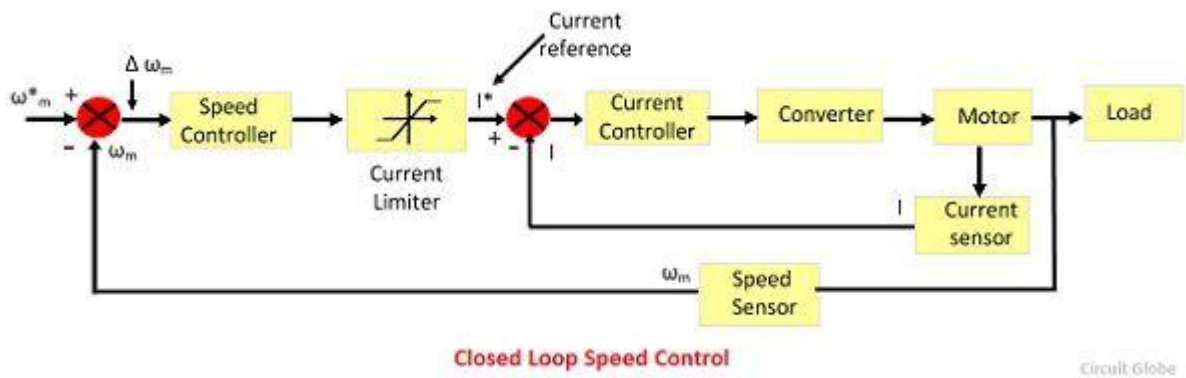 Current
reference
Δ ωm
ω*m
+
−
ωm
Speed
Controller
Current
Limiter
I*
+
−
I
Current
Controller
Converter
Motor
Load
I
Current
sensor
ωm
Speed
Sensor
Closed Loop Speed Control
Circuit Globe